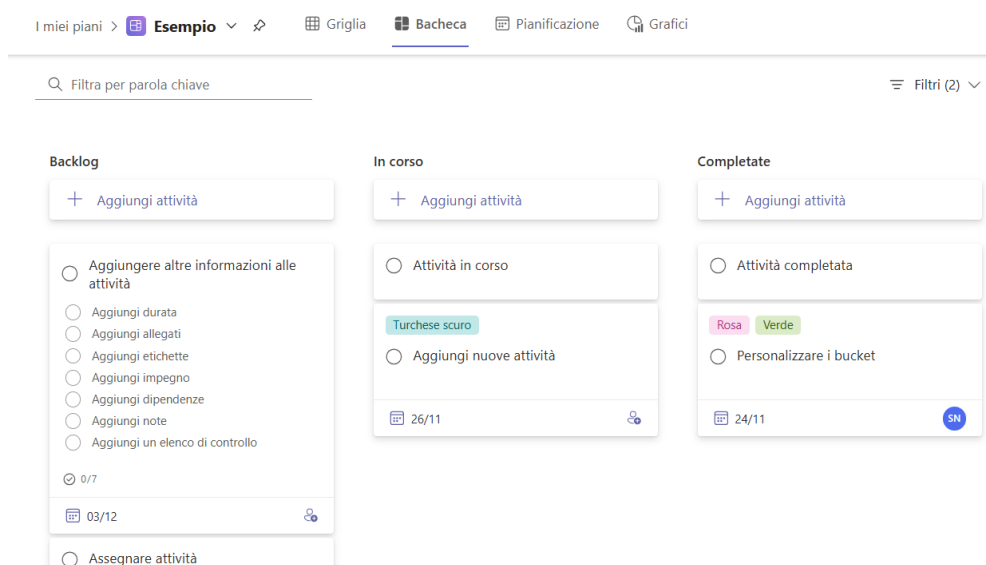 I miei piani > Esempio
Griglia
Bacheca
Pianificazione
Grafici
Filtra per parola chiave
Filtri (2)
Backlog
Aggiungi attività
Aggiungere altre informazioni alle
attività
Aggiungi durata
Aggiungi allegati
Aggiungi etichette
Aggiungi impegno
Aggiungi dipendenze
Aggiungi note
Aggiungi un elenco di controllo
0/7
03/12
Assegnare attività
In corso
Aggiungi attività
Attività in corso
Turchese scuro
Aggiungi nuove attività
26/11
Completate
Aggiungi attività
Attività completata
Rosa
Verde
Personalizzare i bucket
24/11
SN